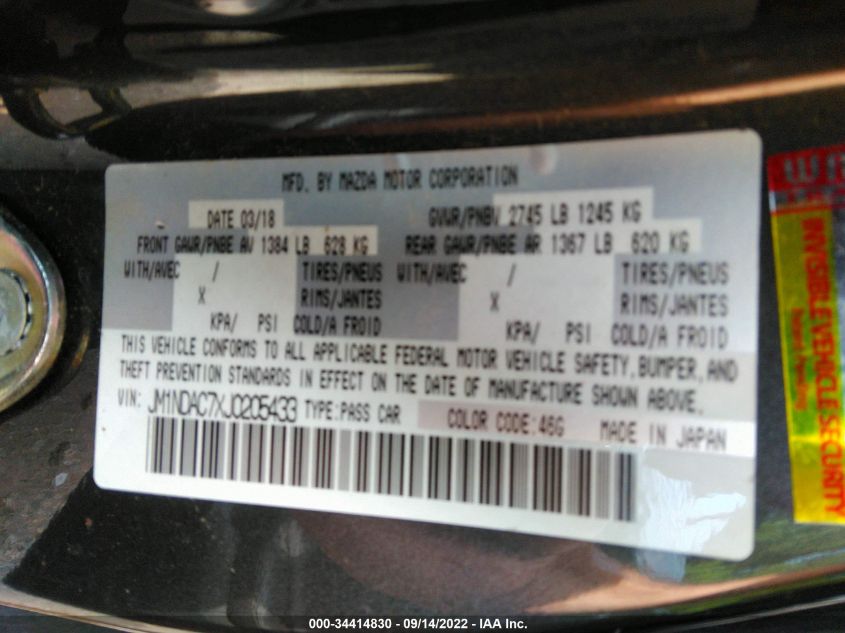 MFD. BY MAZDA MOTOR CORPORATION
DATE 03/18 GVWR/PNBV 2745 LB 1245 KG
FRONT GAWR/PNBE AV 1384 LB 628 KG REAR GAWR/PNBE AR 1367 LB 620 KG
WITH/AVEC / TIRES/PNEUS WITH/AVEC / TIRES/PNEUS
X RIMS/JANTES X RIMS/JANTES
KPA/ PSI COLD/A FROID KPA/ PSI COLD/A FROID
THIS VEHICLE CONFORMS TO ALL APPLICABLE FEDERAL MOTOR VEHICLE SAFETY, BUMPER, AND
THEFT PREVENTION STANDARDS IN EFFECT ON THE DATE OF MANUFACTURE SHOWN ABOVE.
VIN: JM1NDAC7XJ0205433 TYPE:PASS CAR COLOR CODE:46G MADE IN JAPAN
INVISIBLE VEHICLE SECURITY
000-34414830 - 09/14/2022 - IAA Inc.